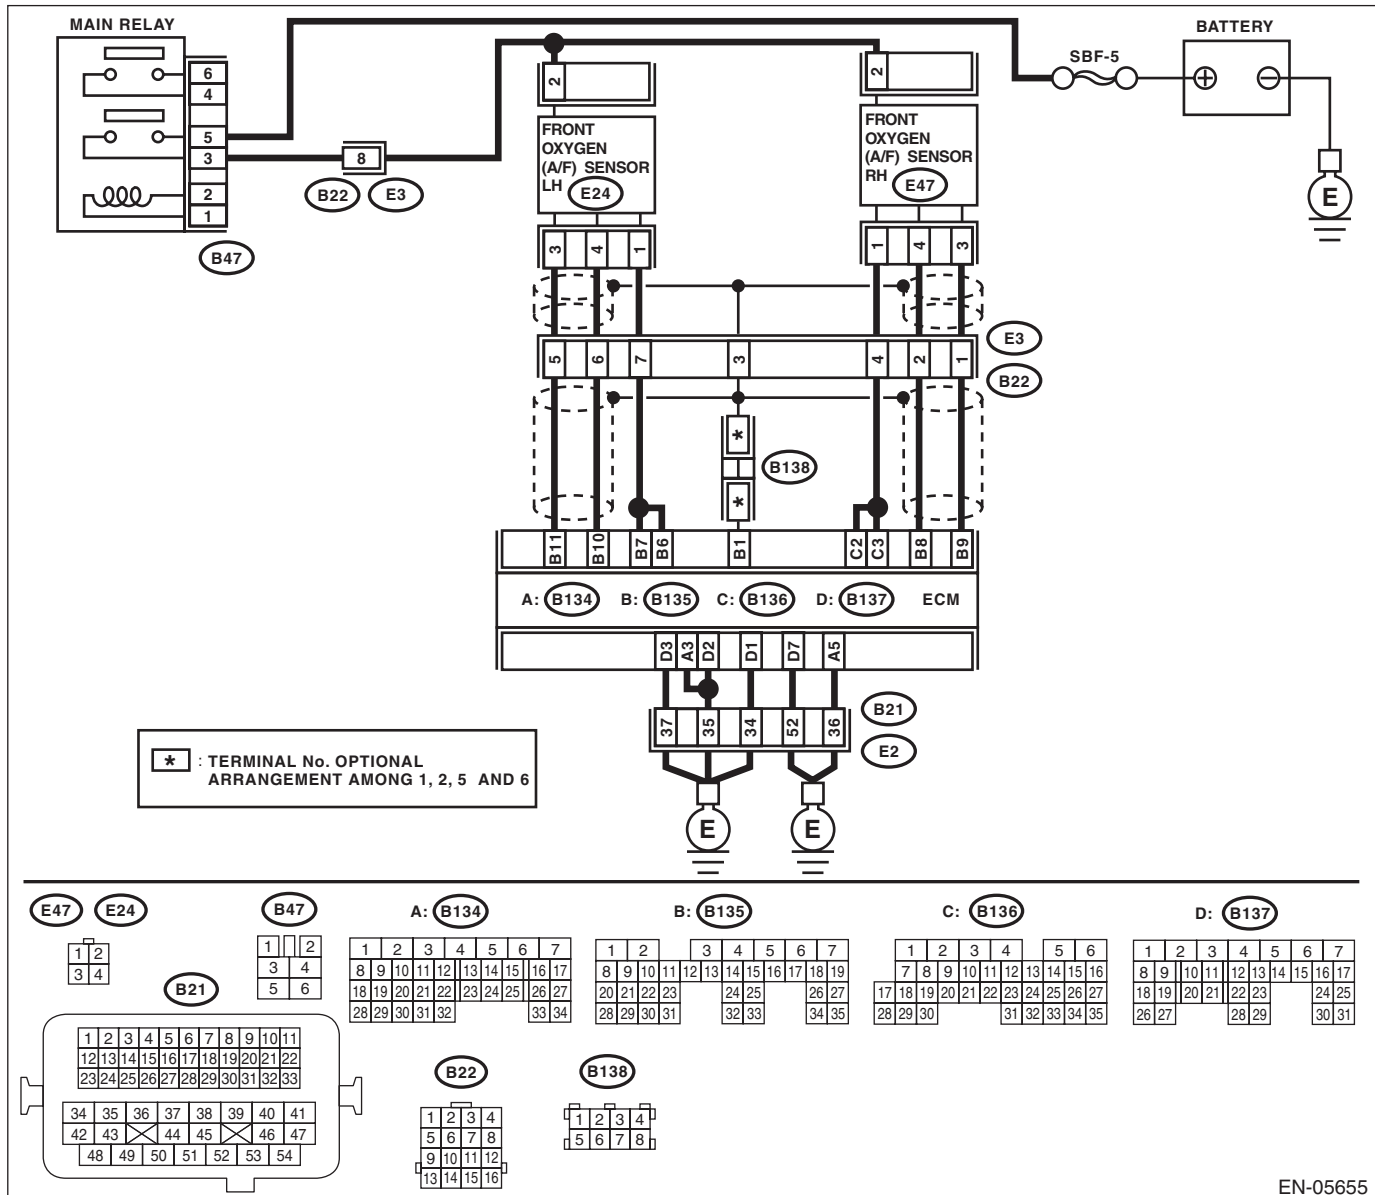 MAIN RELAY
BATTERY
SBF-5
6
4
5
3
2
1
B47
8
B22 E3
2
FRONT
OXYGEN
(A/F) SENSOR
LH
E24
3 4 1
2
FRONT
OXYGEN
(A/F) SENSOR
RH
E47
1 4 3
E
5 6 7 3 4 2 1
E3
B22
*
B138
*
B11 B10 B7 B6 B1 C2 C3 B8 B9
A: B134 B: B135 C: B136 D: B137 ECM
D3 A3 D2 D1 D7 A5
37 35 34 52 36
B21
E2
E E
* : TERMINAL No. OPTIONAL
ARRANGEMENT AMONG 1, 2, 5 AND 6
E47 E24
1 2
3 4
B47
1 2
3 4
5 6
A: B134
1 2 3 4 5 6 7
8 9 10 11 12 13 14 15 16 17
18 19 20 21 22 23 24 25 26 27
28 29 30 31 32 33 34
B: B135
1 2 3 4 5 6 7
8 9 10 11 12 13 14 15 16 17 18 19
20 21 22 23 24 25 26 27
28 29 30 31 32 33 34 35
C: B136
1 2 3 4 5 6
7 8 9 10 11 12 13 14 15 16
17 18 19 20 21 22 23 24 25 26 27
28 29 30 31 32 33 34 35
D: B137
1 2 3 4 5 6 7
8 9 10 11 12 13 14 15 16 17
18 19 20 21 22 23 24 25
26 27 28 29 30 31
B21
1 2 3 4 5 6 7 8 9 10 11
12 13 14 15 16 17 18 19 20 21 22
23 24 25 26 27 28 29 30 31 32 33
34 35 36 37 38 39 40 41
42 43 44 45 46 47
48 49 50 51 52 53 54
B22
1 2 3 4
5 6 7 8
9 10 11 12
13 14 15 16
B138
1 2 3 4
5 6 7 8
EN-05655